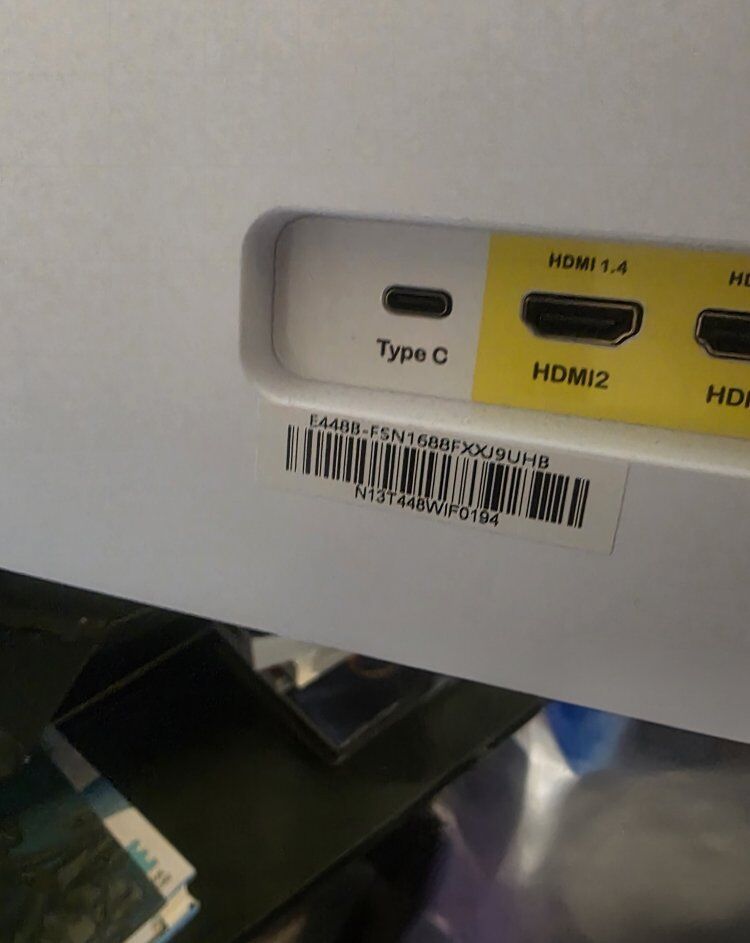 HDMI 1.4
Type C
HDMI2
E448B-FSN1688FXXJ9UHB
N13T448WIF0194